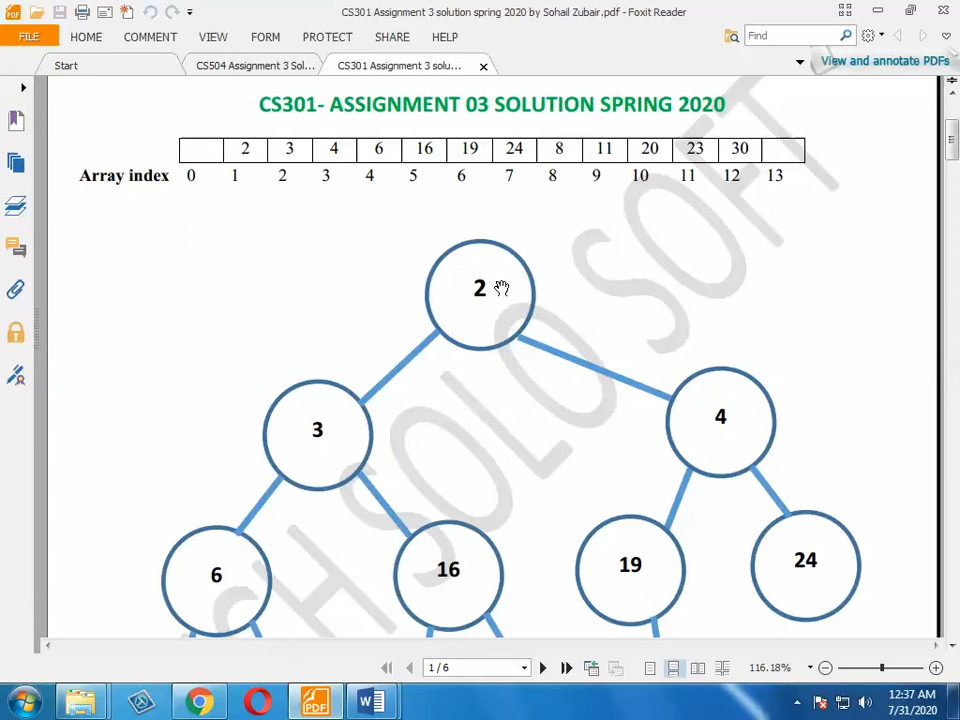 CS301 Assignment 3 solution spring 2020 by Sohail Zubair.pdf - Foxit Reader
FILE HOME COMMENT VIEW FORM PROTECT SHARE HELP Find
Start CS504 Assignment 3 Sol... CS301 Assignment 3 solu... View and annotate PDFs
CS301- ASSIGNMENT 03 SOLUTION SPRING 2020
2 3 4 6 16 19 24 8 11 20 23 30
Array index 0 1 2 3 4 5 6 7 8 9 10 11 12 13
2
3 4
6 16 19 24
SH SOLO SOFT
1 / 6 116.18%
PDF
12:37 AM
7/31/2020